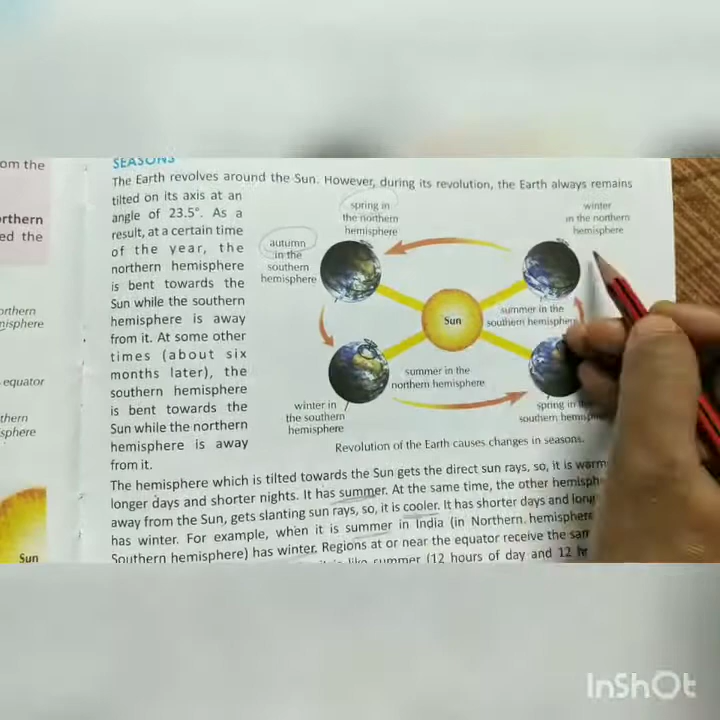 om the
rthern
ed the
orthern
nisphere
equator
thern
sphere
Sun
SEASONS
The Earth revolves around the Sun. However, during its revolution, the Earth always remains
tilted on its axis at an
angle of 23.5°. As a
result, at a certain time
of the year, the
northern hemisphere
is bent towards the
Sun while the southern
hemisphere is away
from it. At some other
times (about six
months later), the
southern hemisphere
is bent towards the
Sun while the northern
hemisphere is away
from it.
spring in
the northern
hemisphere
winter
in the northern
hemisphere
autumn
in the
southern
hemisphere
Sun
summer in the
southern hemisphere
summer in the
northern hemisphere
winter in
the southern
hemisphere
spring in
southern
Revolution of the Earth causes changes in seasons.
The hemisphere which is tilted towards the Sun gets the direct sun rays, so, it is warm
longer days and shorter nights. It has summer. At the same time, the other hemisph
away from the Sun, gets slanting sun rays, so, it is cooler. It has shorter days and long
has winter. For example, when it is summer in India (in Northern hemisphere
Southern hemisphere) has winter. Regions at or near the equator receive the sam
like summer (12 hours of day and 12 h
InShOt